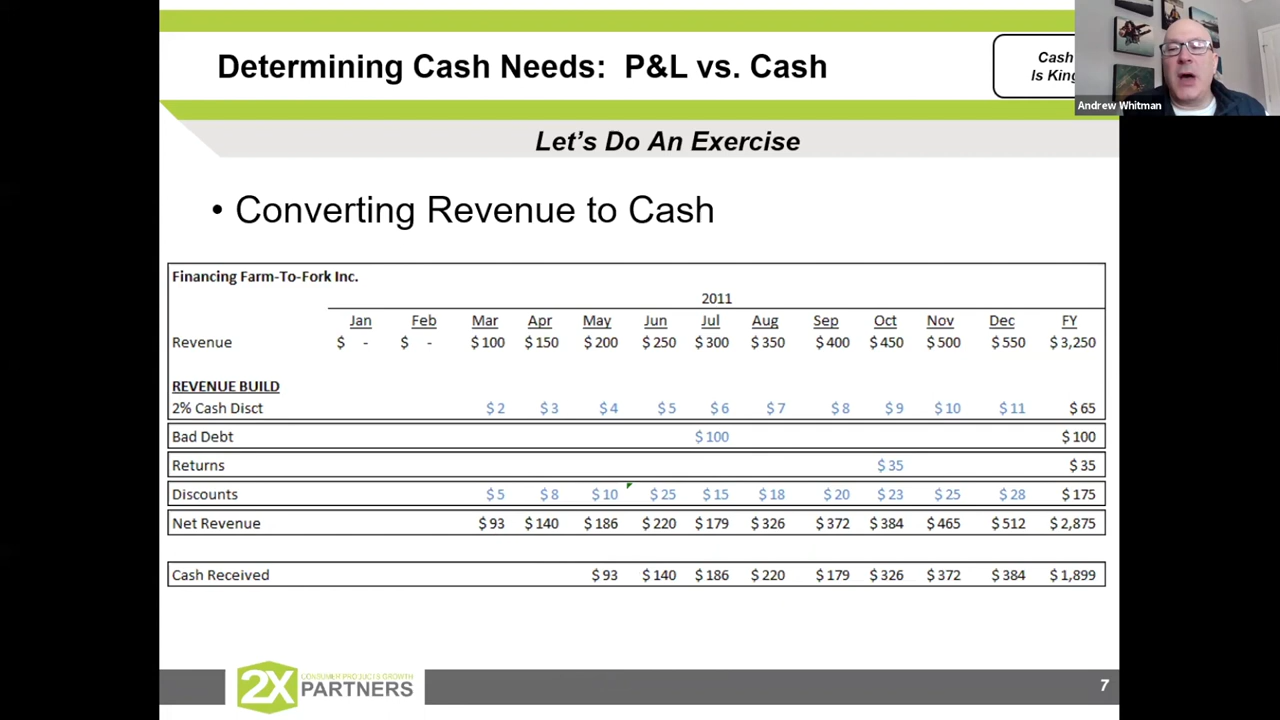 Determining Cash Needs: P&L vs. Cash
Cash
Is King
Andrew Whitman
Let's Do An Exercise
• Converting Revenue to Cash
Financing Farm-To-Fork Inc.
2011
Jan Feb Mar Apr May Jun Jul Aug Sep Oct Nov Dec FY
Revenue $ - $ - $ 100 $ 150 $ 200 $ 250 $ 300 $ 350 $ 400 $ 450 $ 500 $ 550 $ 3,250
REVENUE BUILD
2% Cash Disct $ 2 $ 3 $ 4 $ 5 $ 6 $ 7 $ 8 $ 9 $ 10 $ 11 $ 65
Bad Debt $ 100 $ 100
Returns $ 35 $ 35
Discounts $ 5 $ 8 $ 10 $ 25 $ 15 $ 18 $ 20 $ 23 $ 25 $ 28 $ 175
Net Revenue $ 93 $ 140 $ 186 $ 220 $ 179 $ 326 $ 372 $ 384 $ 465 $ 512 $ 2,875
Cash Received $ 93 $ 140 $ 186 $ 220 $ 179 $ 326 $ 372 $ 384 $ 1,899
2X
CONSUMER PRODUCTS GROWTH
PARTNERS
7